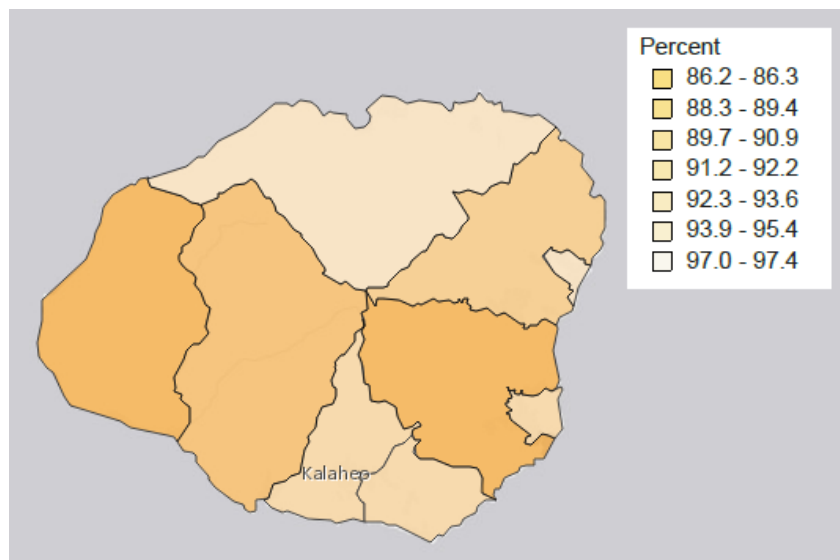 Percent
86.2 - 86.3
88.3 - 89.4
89.7 - 90.9
91.2 - 92.2
92.3 - 93.6
93.9 - 95.4
97.0 - 97.4
Kalaheo